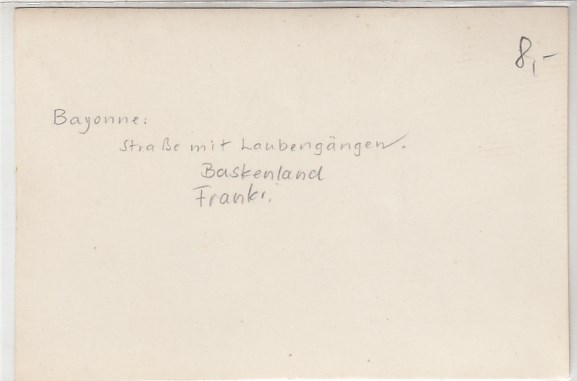 8,-
Bayonne:
Straße mit Laubengängen.
Baskenland
Frankr.